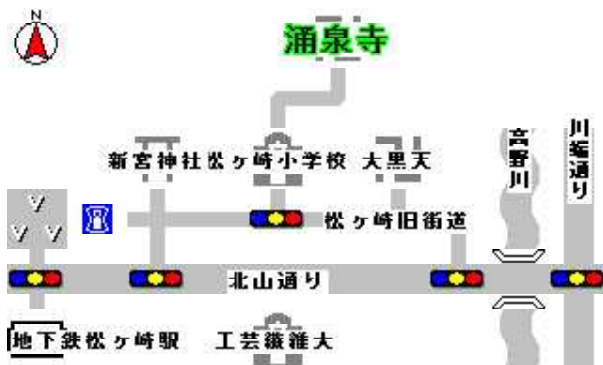 N
涌泉寺
新宮神社
松ヶ崎小学校
大黒天
高野川
川端通り
松ヶ崎旧街道
北山通り
地下鉄松ヶ崎駅
工芸繊維大